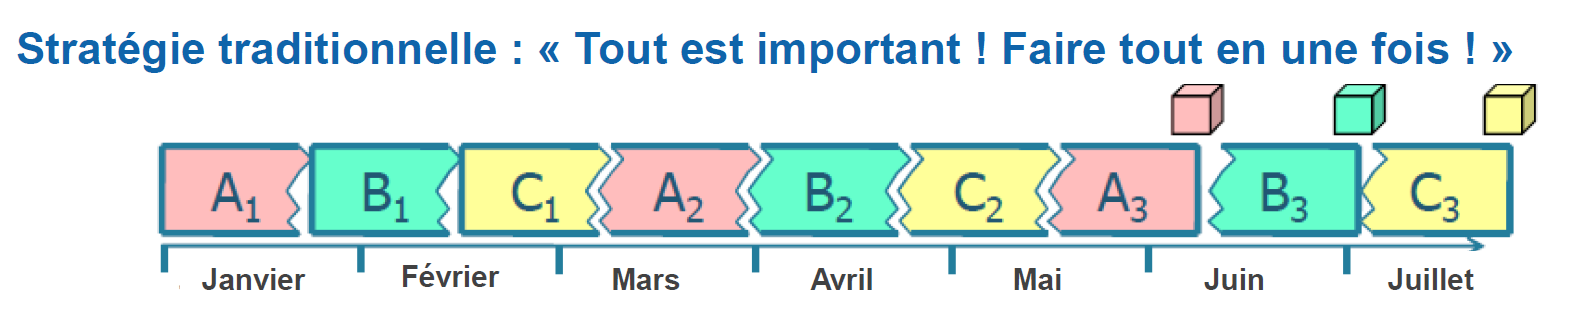 Stratégie traditionnelle : « Tout est important ! Faire tout en une fois ! »
A1 B1 C1 A2 B2 C2 A3 B3 C3
Janvier Février Mars Avril Mai Juin Juillet